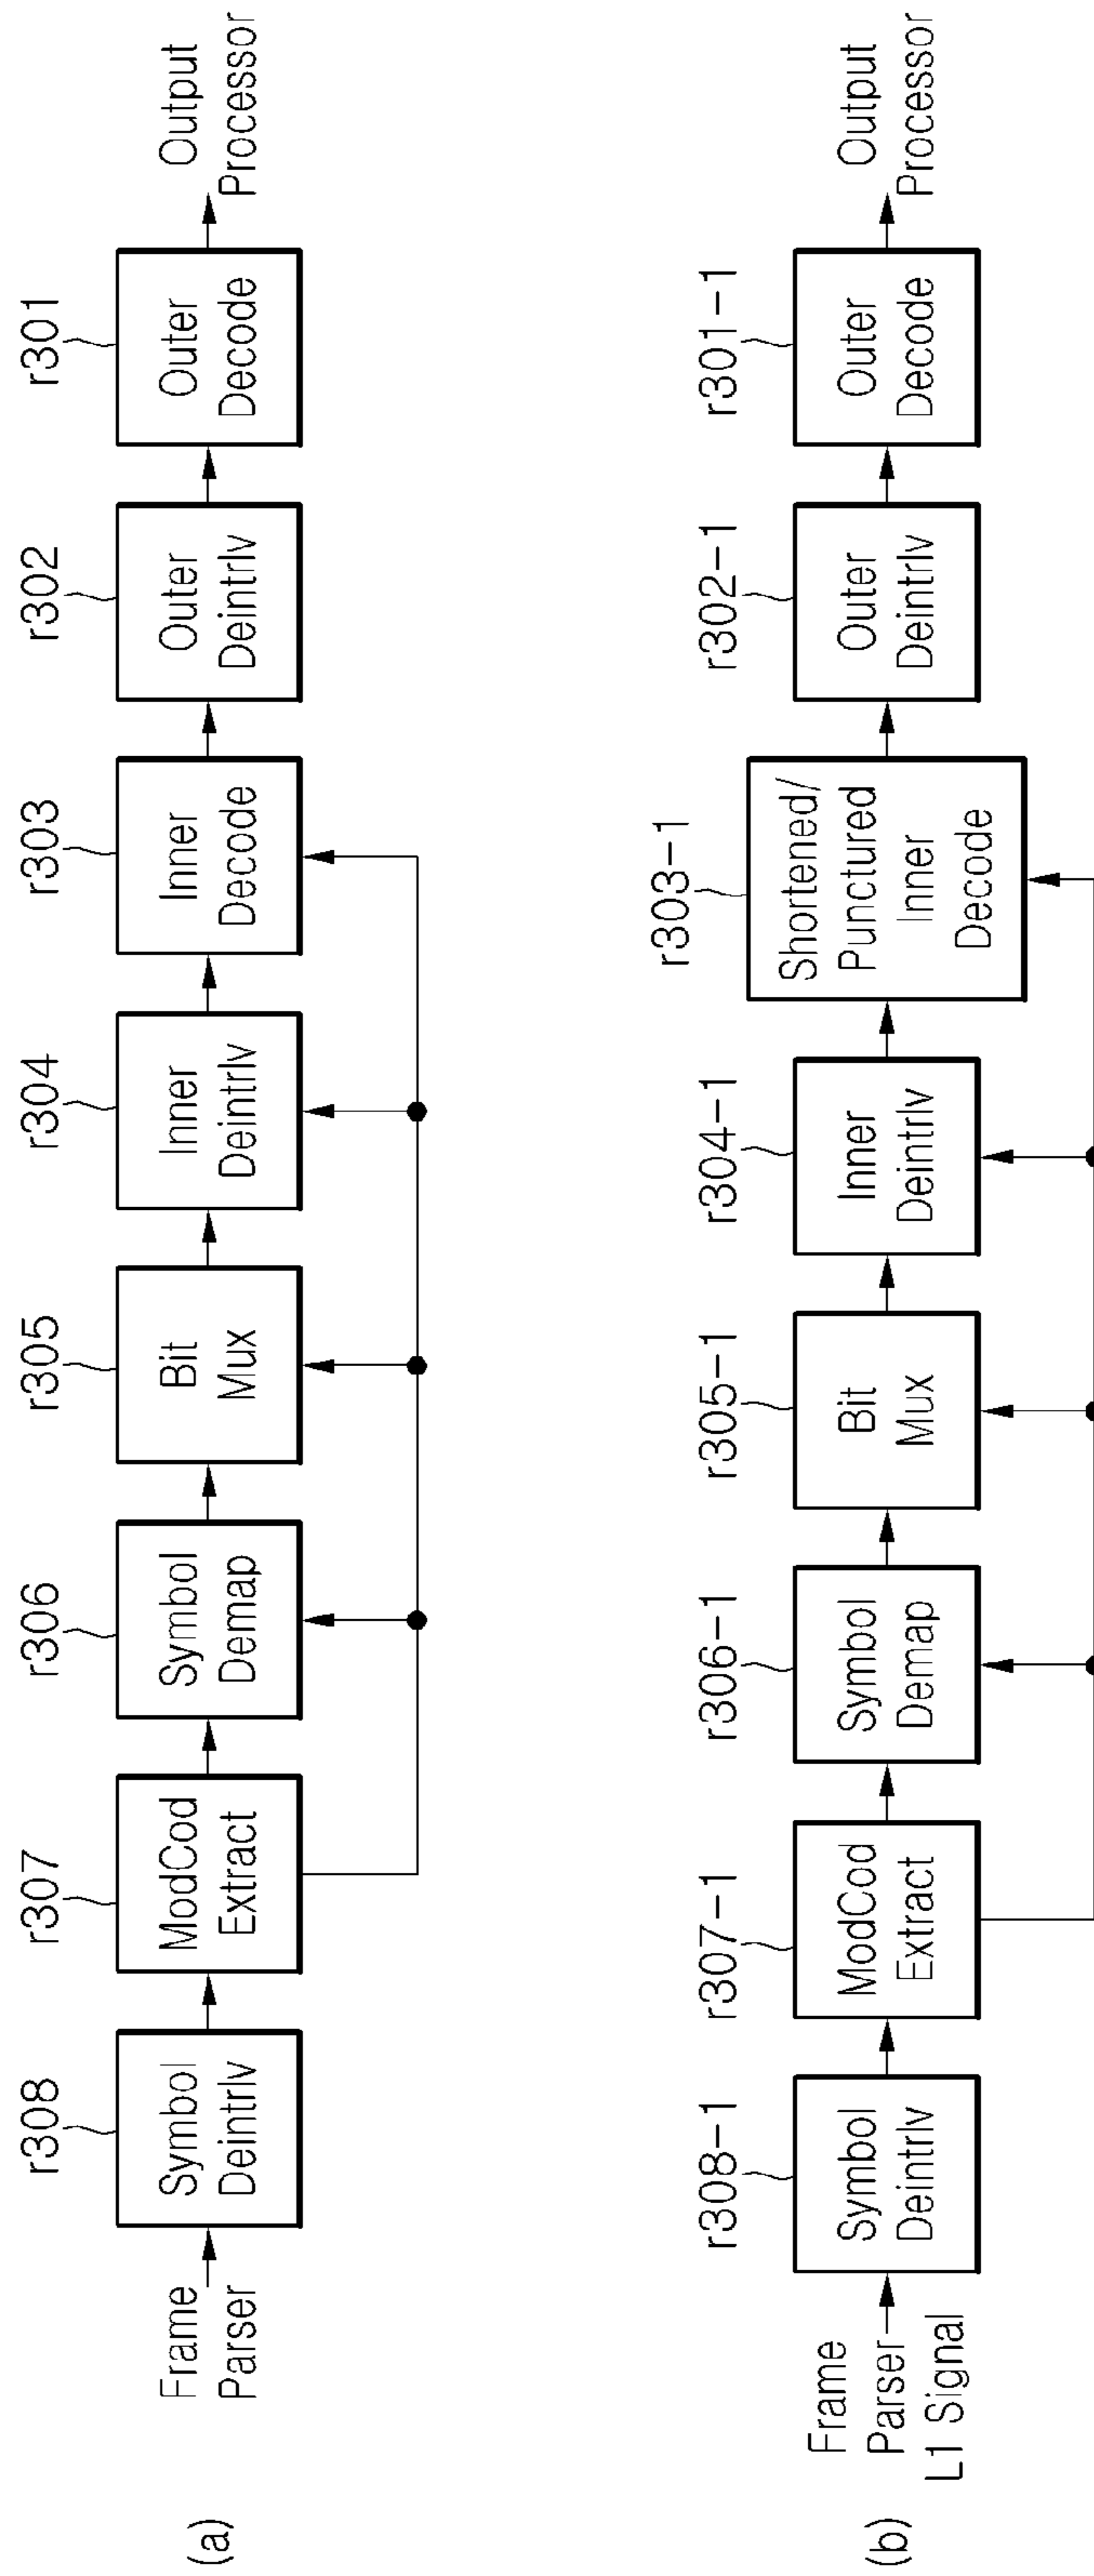 (a)
Frame
Parser
r308
Symbol
Deintrlv
r307
ModCod
Extract
r306
Symbol
Demap
r305
Bit
Mux
r304
Inner
Deintrlv
r303
Inner
Decode
r302
Outer
Deintrlv
r301
Outer
Decode
Output
Processor
(b)
Frame
Parser
L1 Signal
r308-1
Symbol
Deintrlv
r307-1
ModCod
Extract
r306-1
Symbol
Demap
r305-1
Bit
Mux
r304-1
Inner
Deintrlv
r303-1
Shortened/
Punctured
Inner
Decode
r302-1
Outer
Deintrlv
r301-1
Outer
Decode
Output
Processor